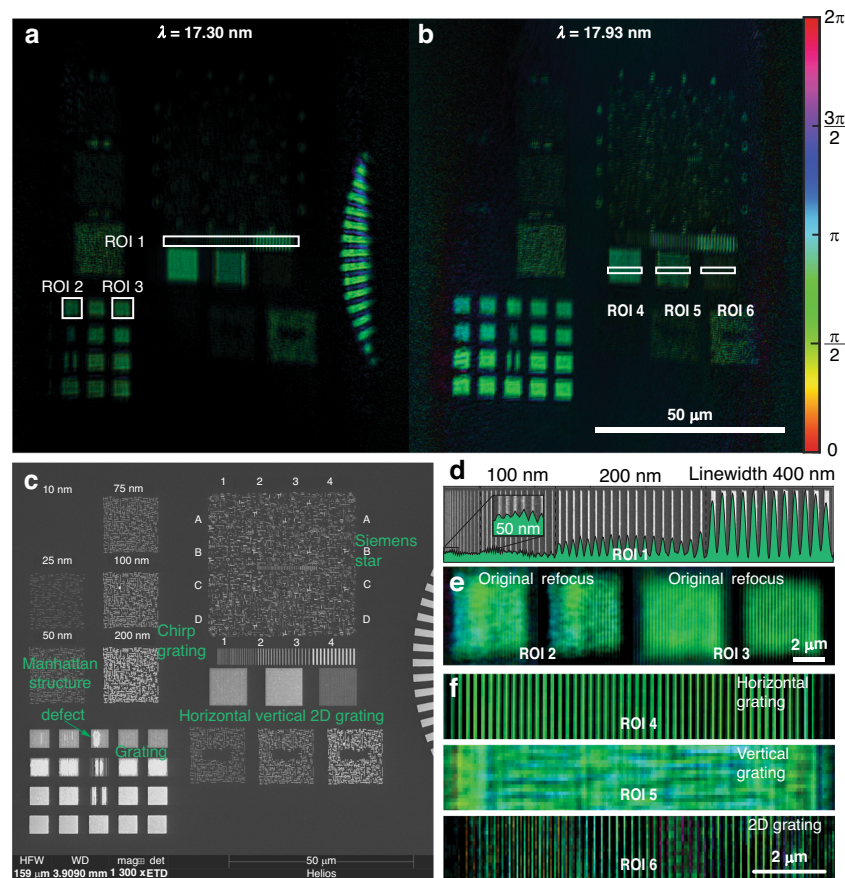 a
λ = 17.30 nm
ROI 1
ROI 2
ROI 3
b
λ = 17.93 nm
ROI 4
ROI 5
ROI 6
50 μm
2π
3π/2
π
π/2
0
c
10 nm
75 nm
25 nm
100 nm
50 nm
200 nm
1 2 3 4
A A
B B
C C
D D
Siemens star
Chirp grating
1 2 3 4
Manhattan structure
defect
Grating
Horizontal vertical 2D grating
HFW WD mag⊞ det
159 μm 3.9090 mm 1 300 x ETD
50 μm
Helios
d
100 nm 200 nm Linewidth 400 nm
50 nm
ROI 1
e
Original refocus Original refocus
ROI 2 ROI 3
2 μm
f
Horizontal grating
ROI 4
Vertical grating
ROI 5
2D grating
ROI 6
2 μm